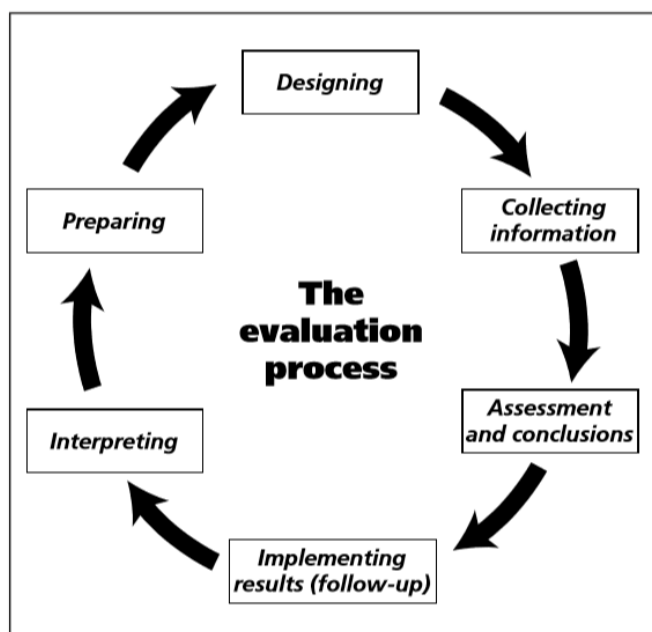 Designing
Collecting
information
Assessment
and conclusions
Implementing
results (follow-up)
Interpreting
Preparing
The
evaluation
process